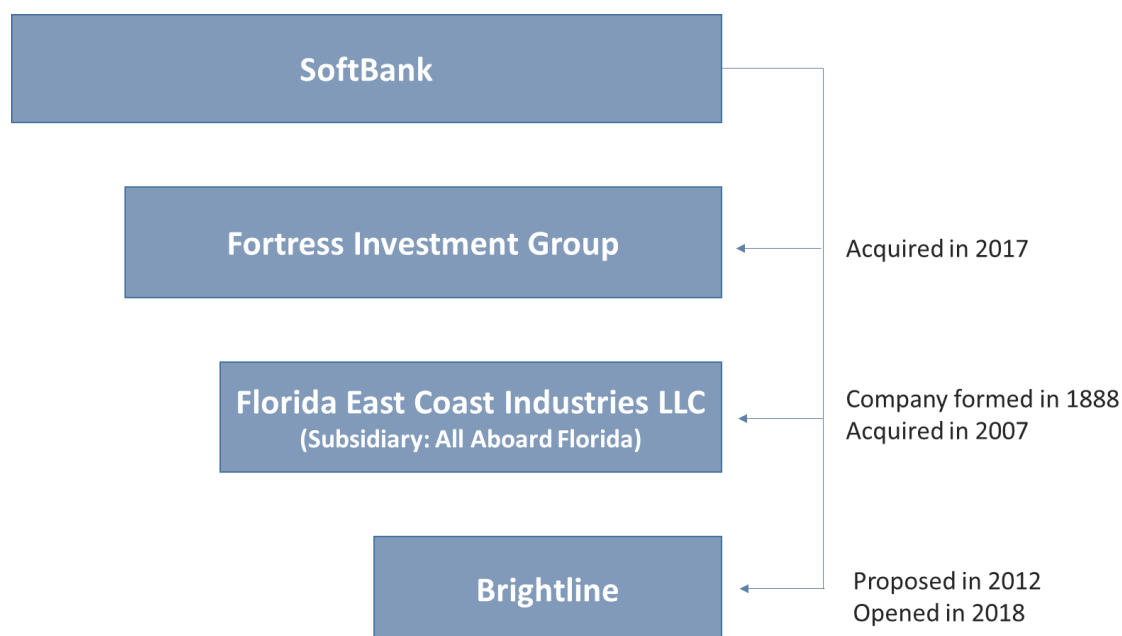 SoftBank
Fortress Investment Group
Acquired in 2017
Florida East Coast Industries LLC
(Subsidiary: All Aboard Florida)
Company formed in 1888
Acquired in 2007
Brightline
Proposed in 2012
Opened in 2018